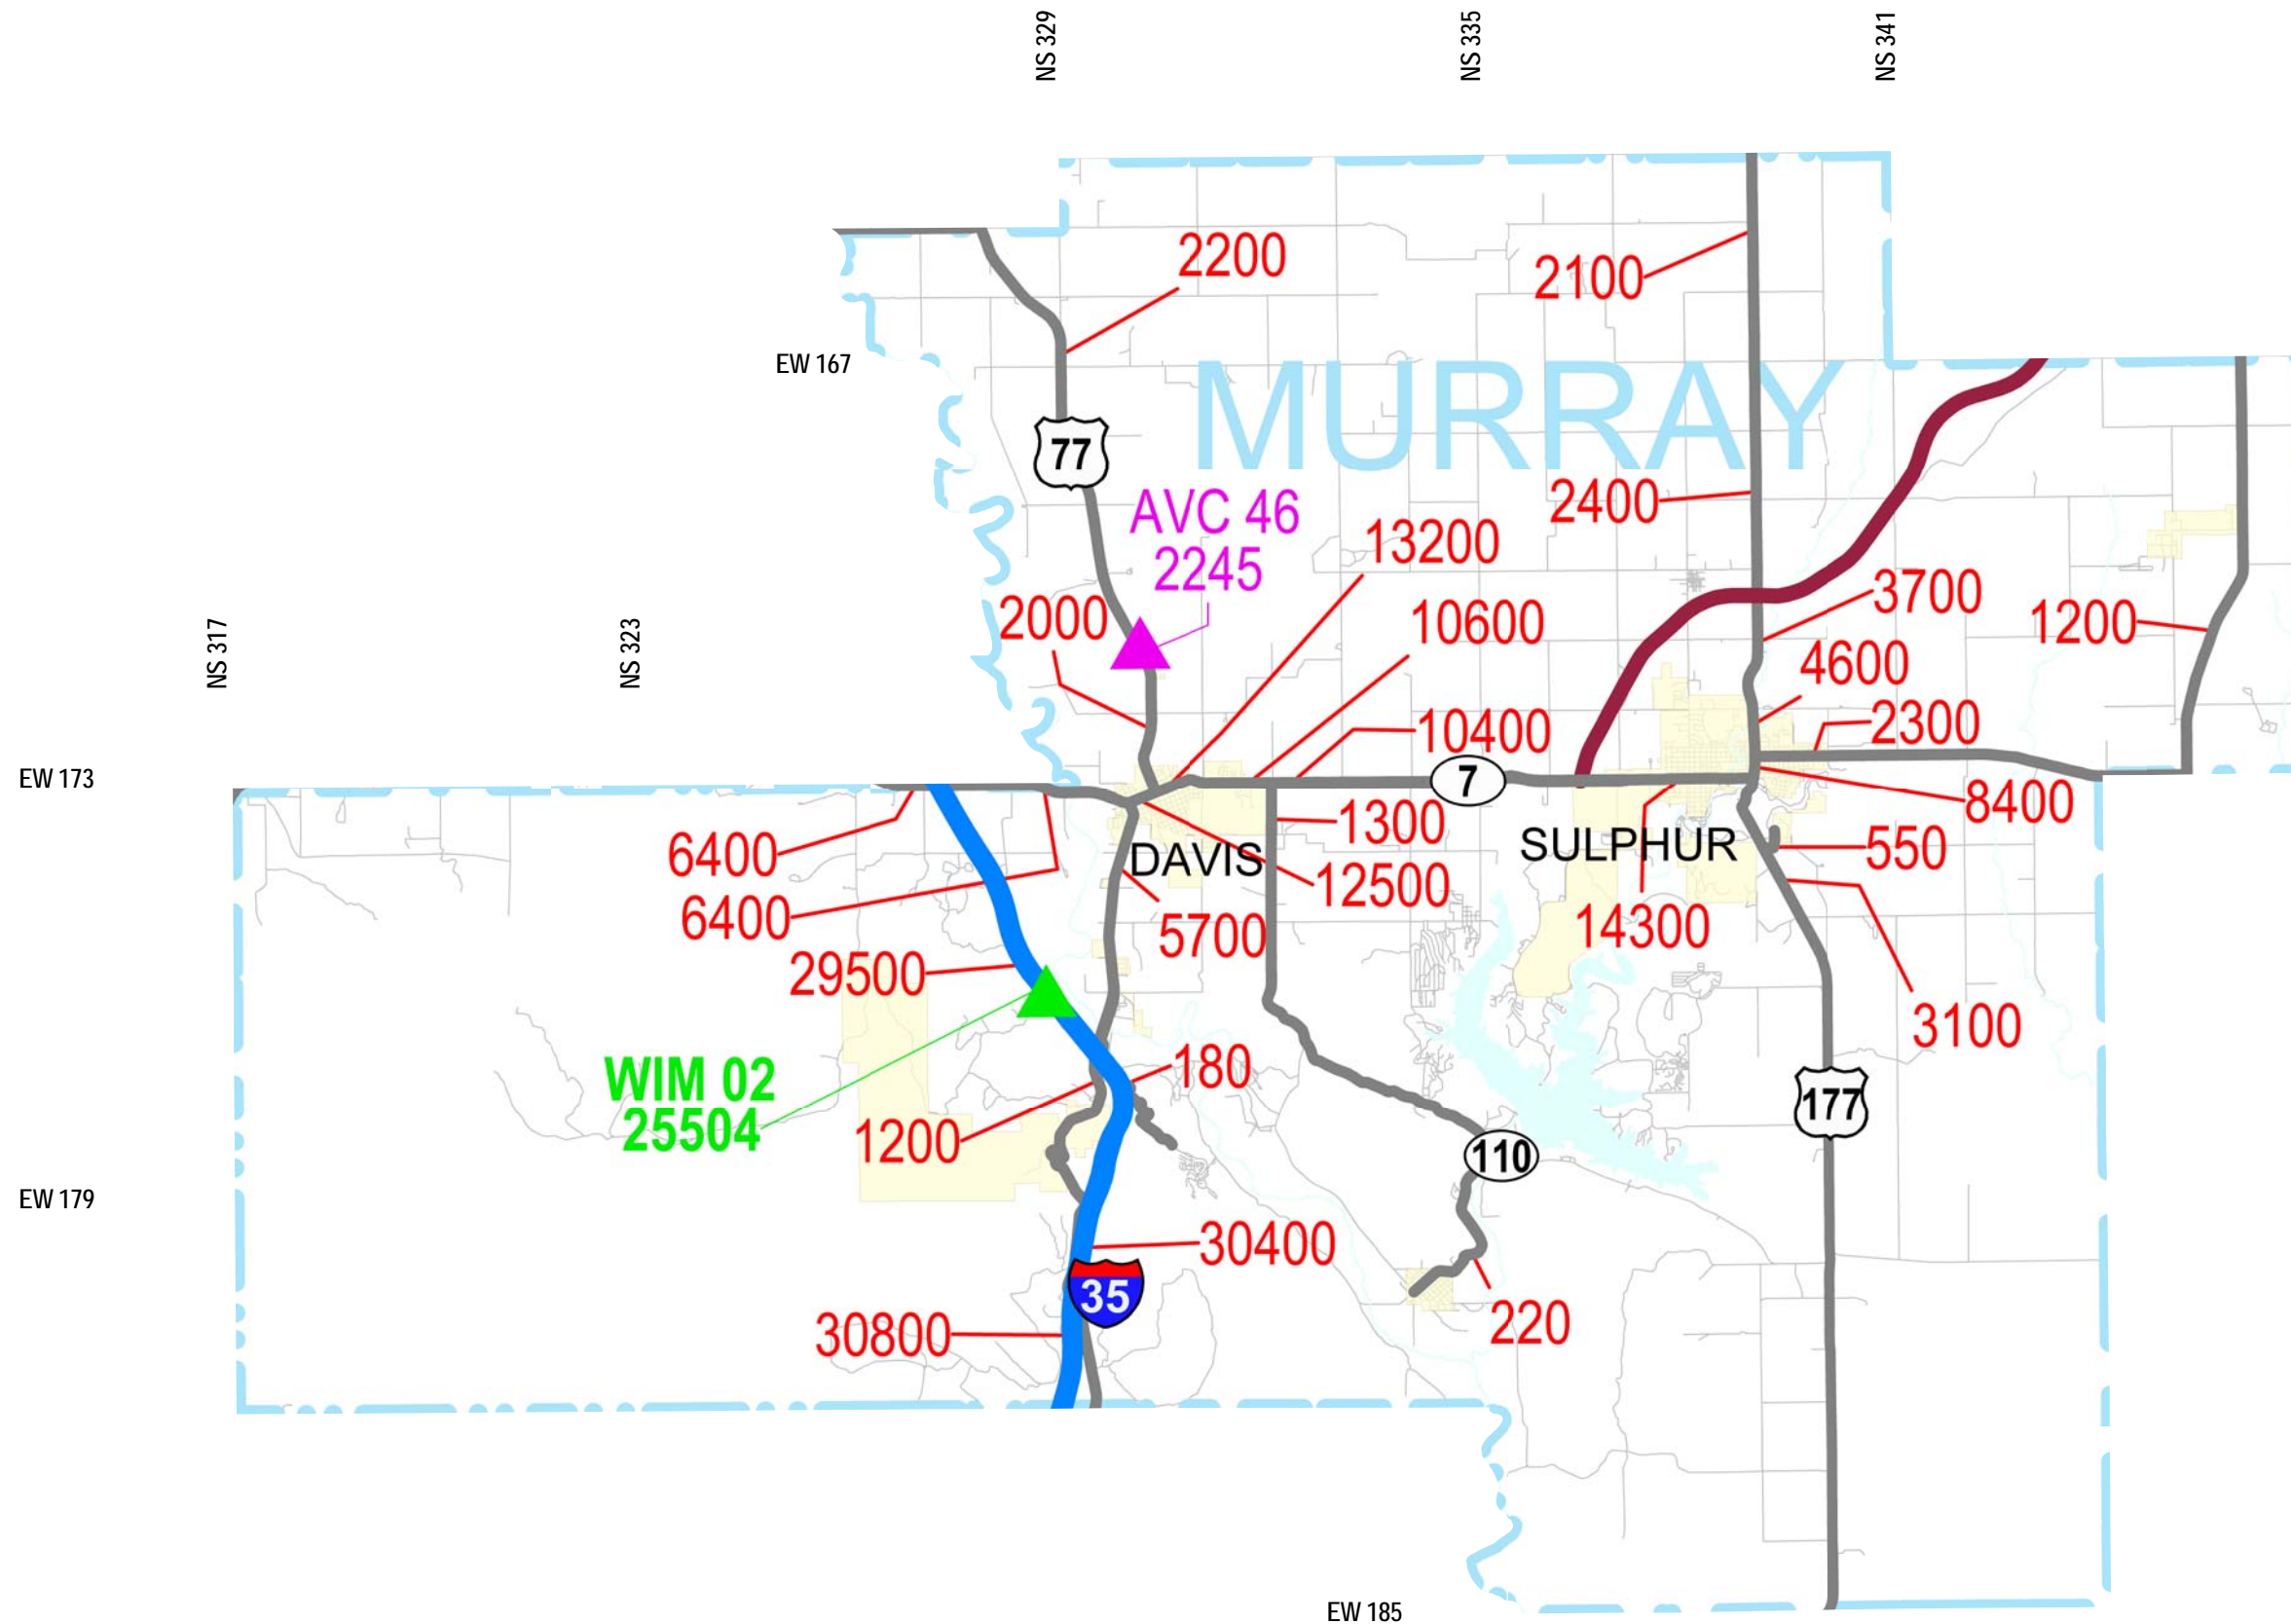 NS 329
NS 335
NS 341
2200
2100
EW 167
MURRAY
77
AVC 46
2245
2400
13200
3700
2000
10600
1200
NS 317
NS 323
4600
10400
2300
EW 173
7
8400
6400
1300
SULPHUR
550
DAVIS
12500
6400
5700
14300
29500
3100
WIM 02
25504
180
177
1200
110
EW 179
30400
35
220
30800
EW 185